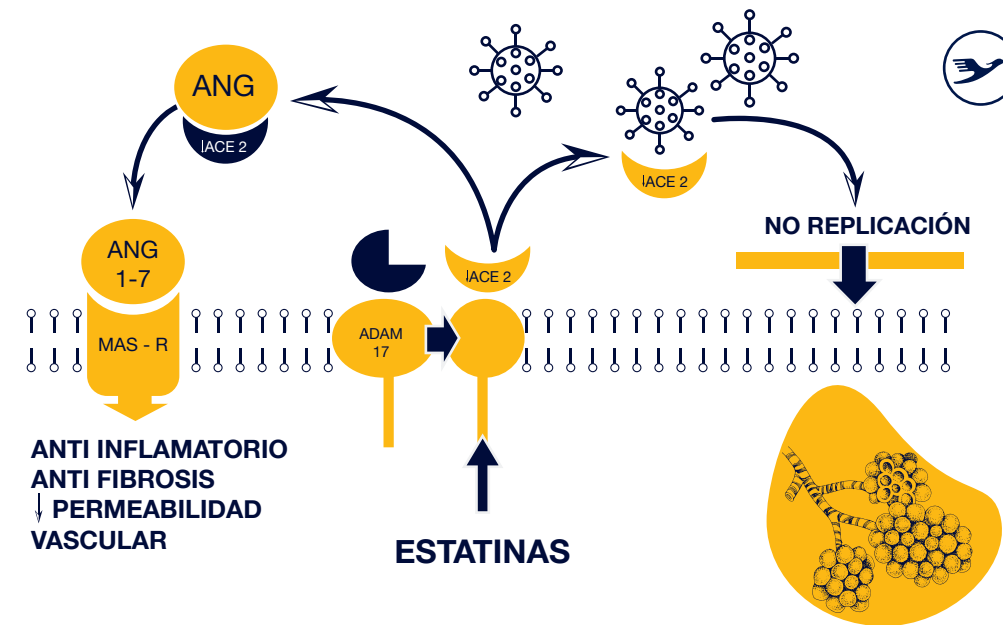 ANG
IACE 2
IACE 2
NO REPLICACIÓN
ANG
1-7
IACE 2
MAS - R
ADAM
17
ANTI INFLAMATORIO
ANTI FIBROSIS
↓ PERMEABILIDAD
VASCULAR
ESTATINAS